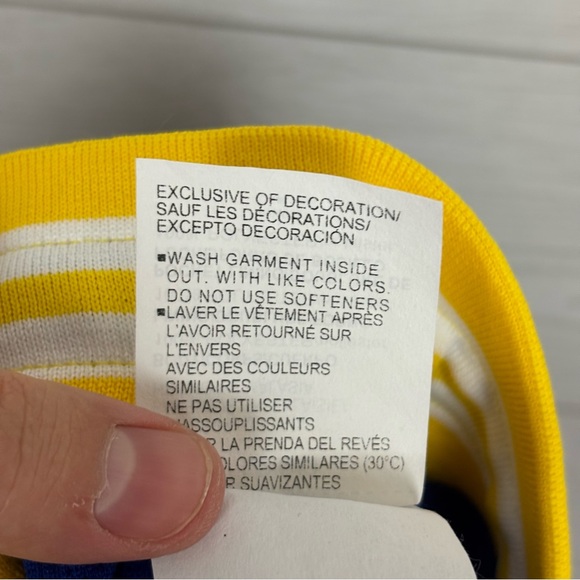 EXCLUSIVE OF DECORATION/
SAUF LES DÉCORATIONS/
EXCEPTO DECORACIÓN
▪WASH GARMENT INSIDE
OUT. WITH LIKE COLORS.
DO NOT USE SOFTENERS
▪LAVER LE VÊTEMENT APRÈS
L'AVOIR RETOURNÉ SUR
L'ENVERS
AVEC DES COULEURS
SIMILAIRES
NE PAS UTILISER
ASSOUPLISSANTS
R LA PRENDA DEL REVÉS
OLORES SIMILARES (30°C)
R SUAVIZANTES